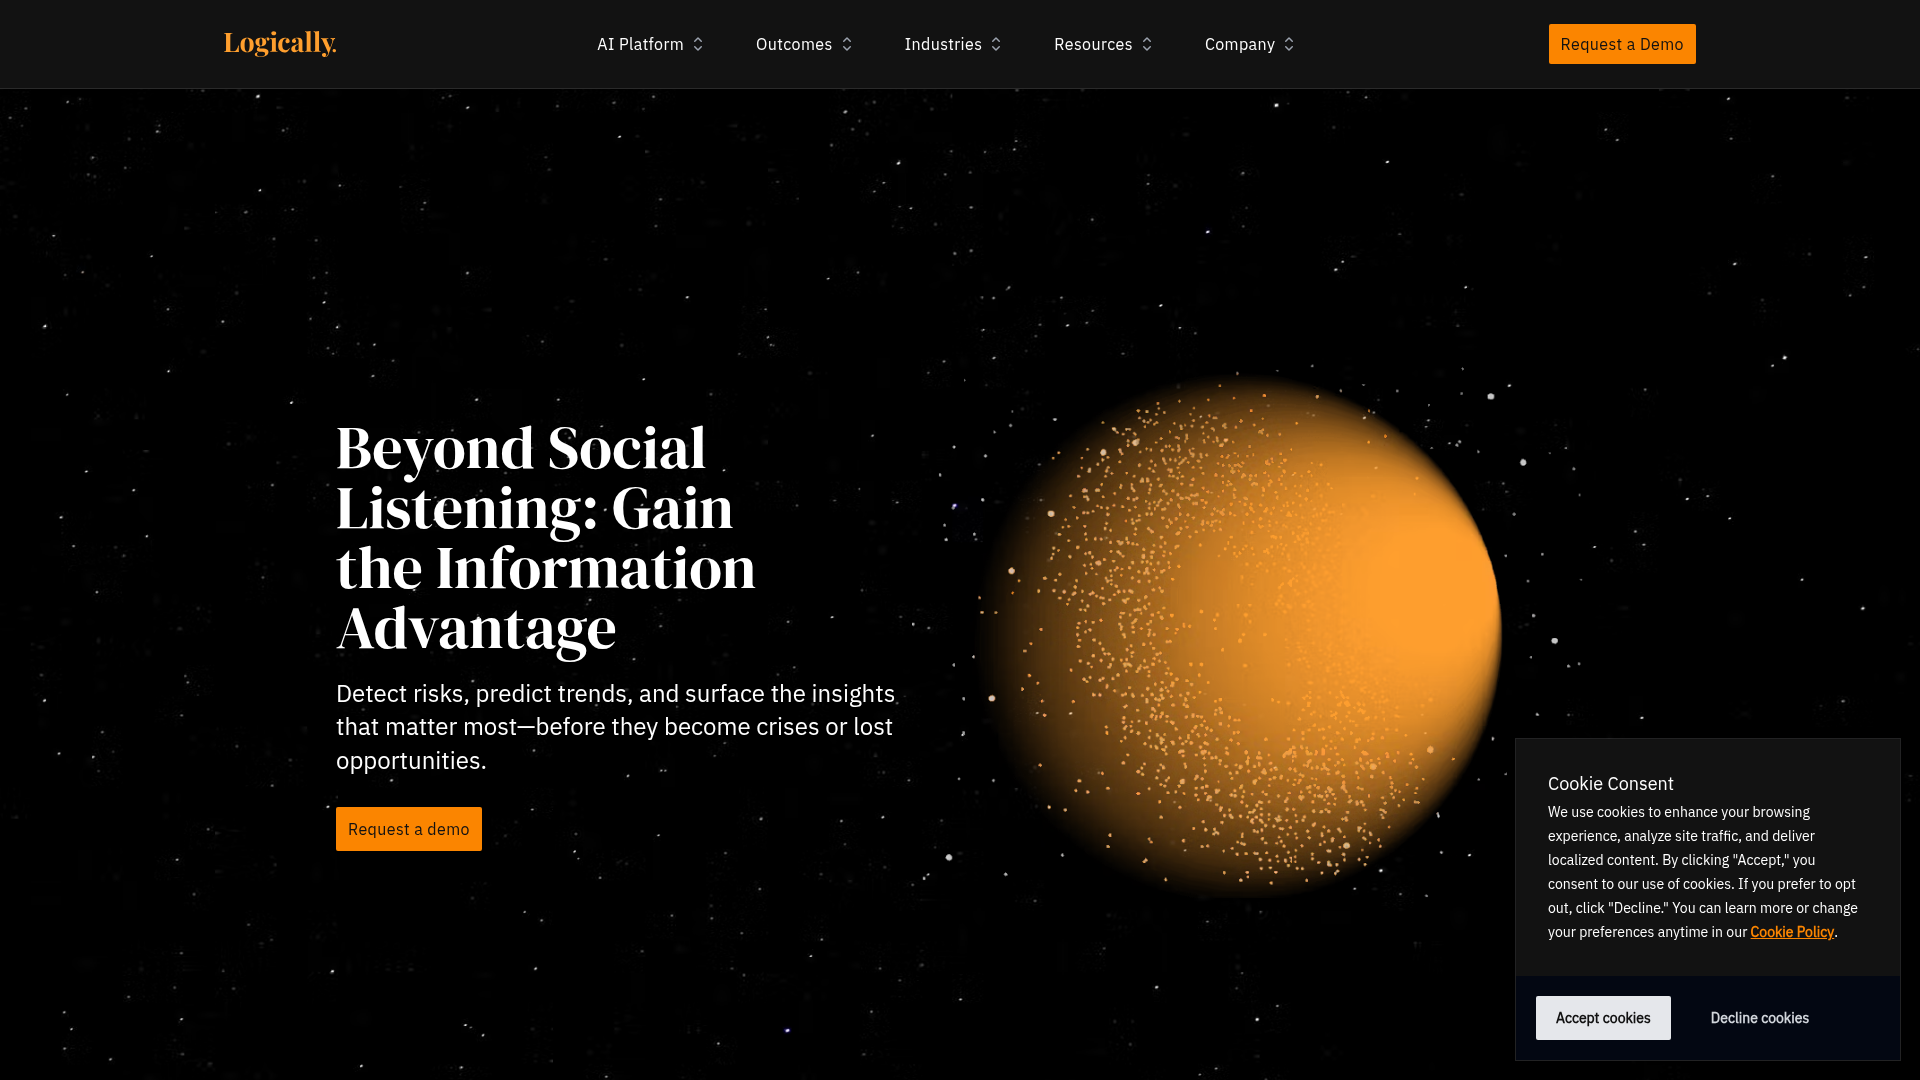 Logically.
AI Platform
Outcomes
Industries
Resources
Company
Request a Demo
Beyond Social
Listening: Gain
the Information
Advantage
Detect risks, predict trends, and surface the insights
that matter most—before they become crises or lost
opportunities.
Request a demo
Cookie Consent
We use cookies to enhance your browsing
experience, analyze site traffic, and deliver
localized content. By clicking "Accept," you
consent to our use of cookies. If you prefer to opt
out, click "Decline." You can learn more or change
your preferences anytime in our Cookie Policy.
Accept cookies
Decline cookies